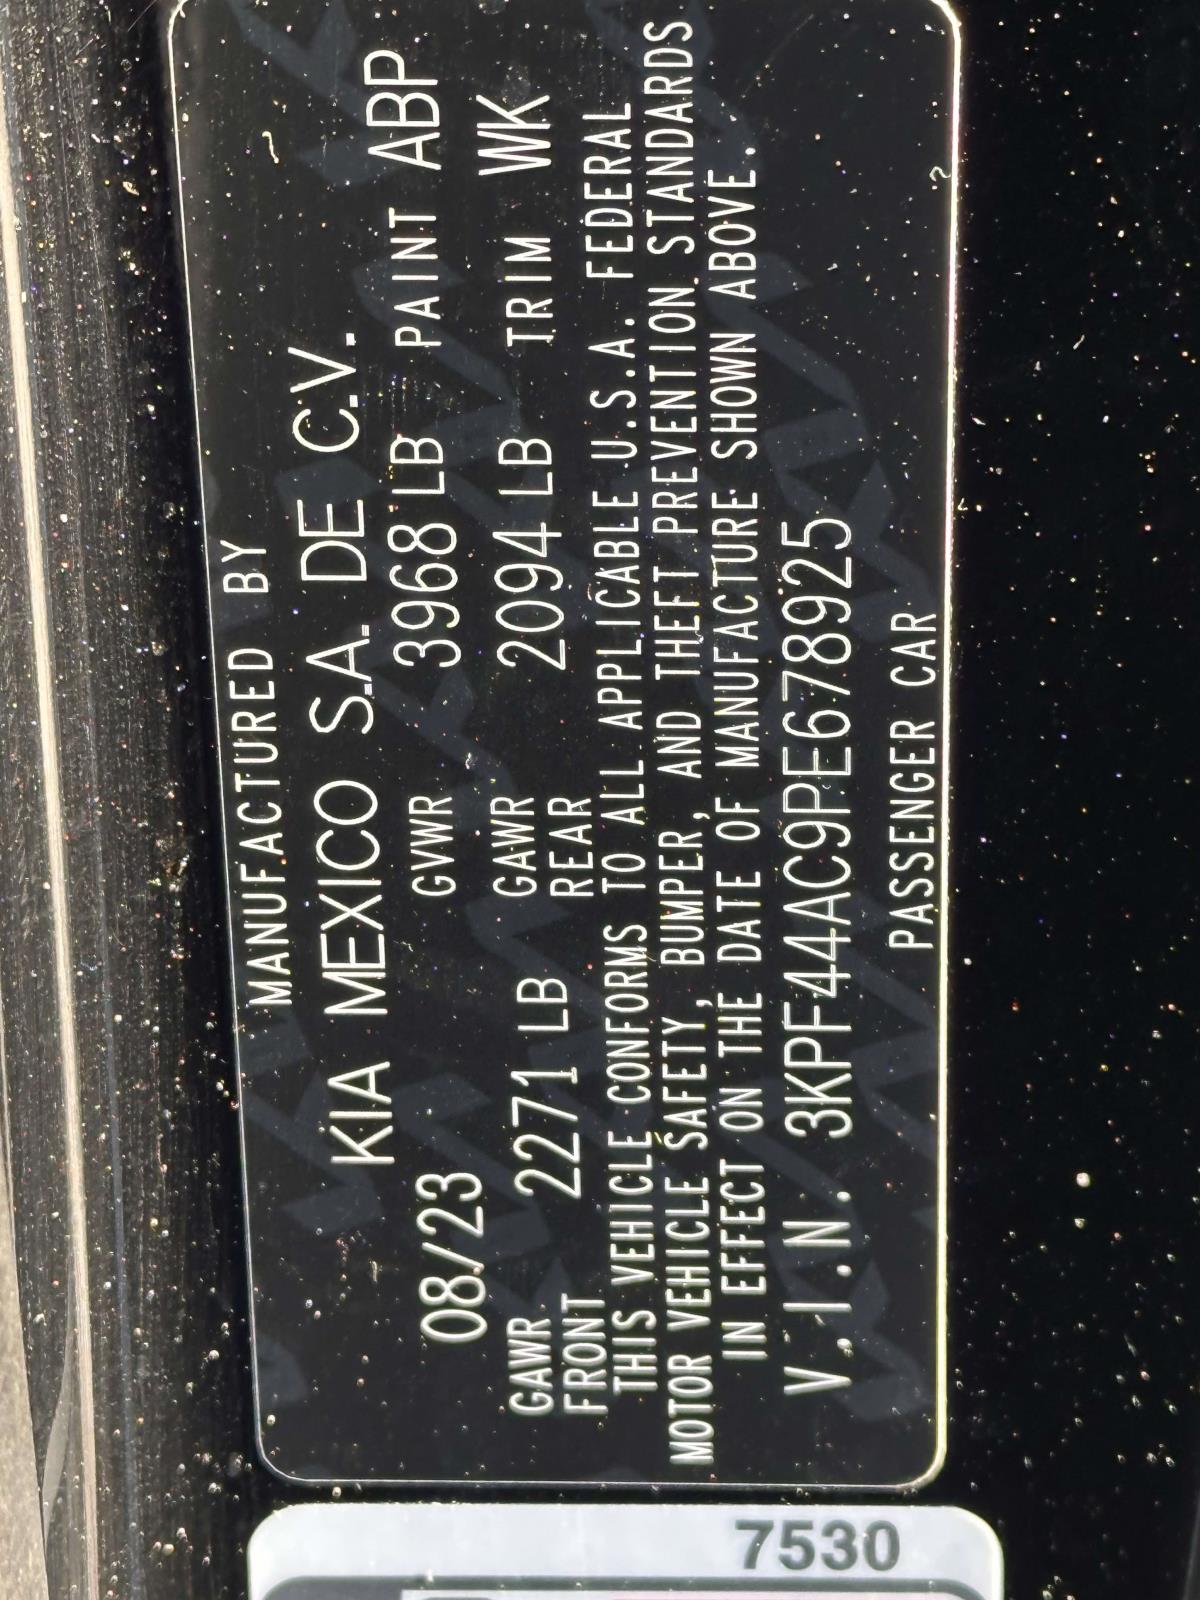 MANUFACTURED BY
KIA MEXICO S.A. DE C.V.
08/23 GVWR 3968 LB PAINT ABP
GAWR FRONT 2271 LB GAWR REAR 2094 LB TRIM WK
THIS VEHICLE CONFORMS TO ALL APPLICABLE U.S.A. FEDERAL
MOTOR VEHICLE SAFETY, BUMPER, AND THEFT PREVENTION STANDARDS
IN EFFECT ON THE DATE OF MANUFACTURE SHOWN ABOVE.
V.I.N. 3KPF44AC9PE678925
PASSENGER CAR
7530